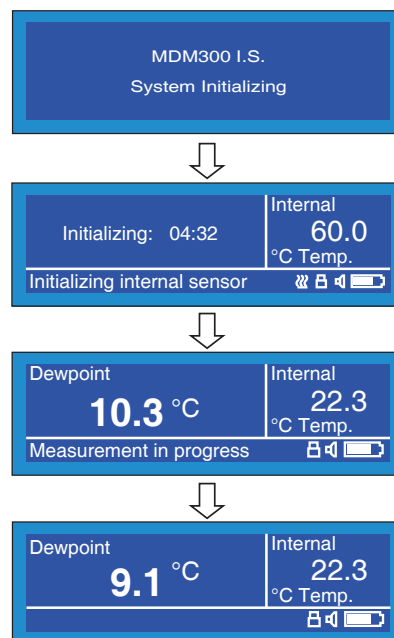 MDM300 I.S.
System Initializing
Initializing: 04:32
Internal
60.0
°C Temp.
Initializing internal sensor
Dewpoint
10.3 °C
Internal
22.3
°C Temp.
Measurement in progress
Dewpoint
9.1 °C
Internal
22.3
°C Temp.